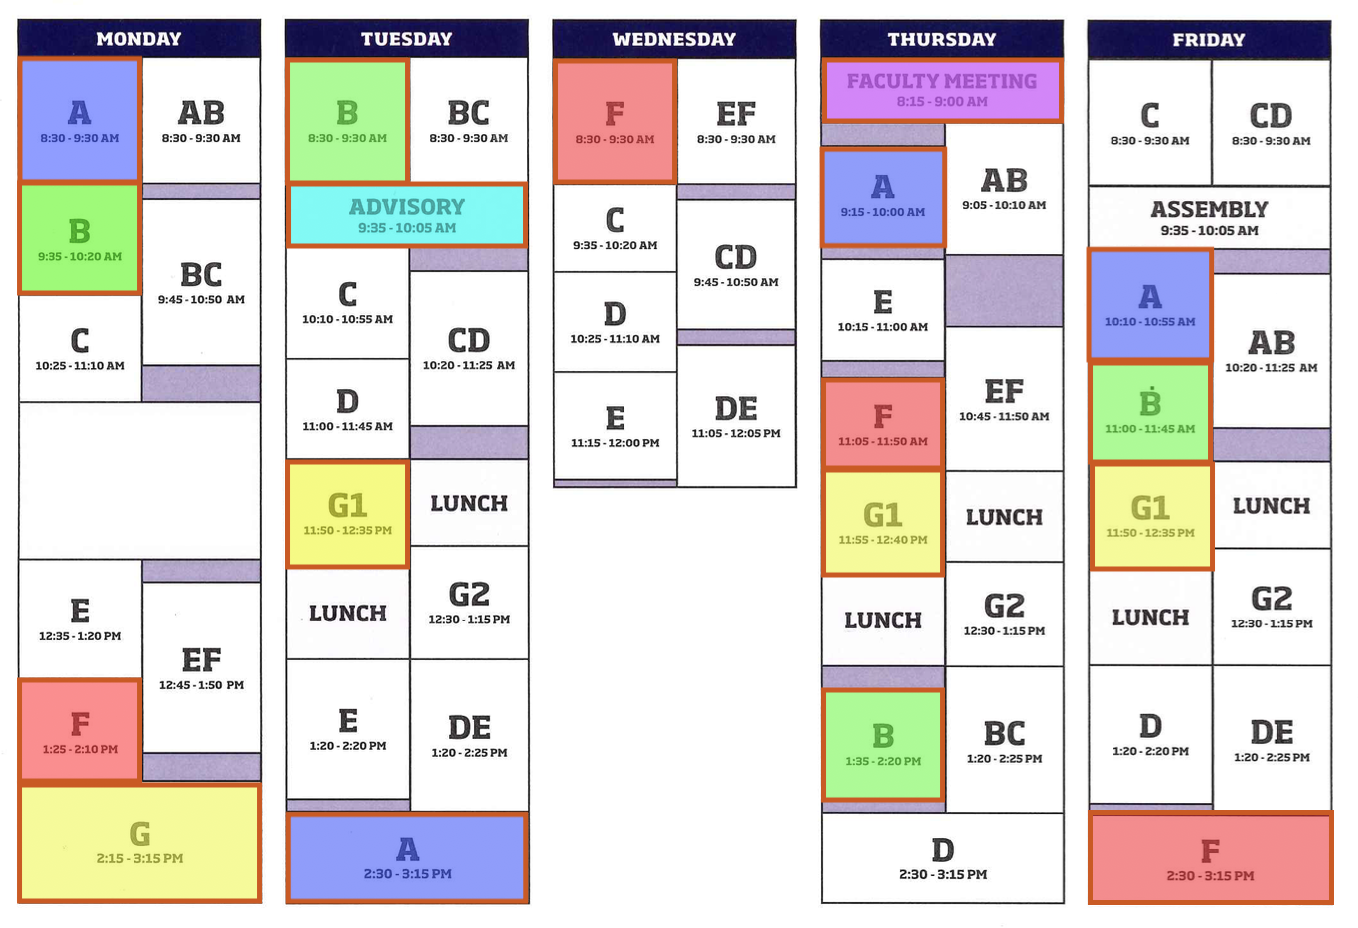 MONDAY
A
8:30 - 9:30 AM
AB
8:30 - 9:30 AM
B
9:35 - 10:20 AM
BC
9:45 - 10:50 AM
C
10:25 - 11:10 AM
E
12:35 - 1:20 PM
EF
12:45 - 1:50 PM
F
1:25 - 2:10 PM
G
2:15 - 3:15 PM
TUESDAY
B
8:30 - 9:30 AM
BC
8:30 - 9:30 AM
ADVISORY
9:35 - 10:05 AM
C
10:10 - 10:55 AM
CD
10:20 - 11:25 AM
D
11:00 - 11:45 AM
G1
11:50 - 12:35 PM
LUNCH
LUNCH
G2
12:30 - 1:15 PM
E
1:20 - 2:20 PM
DE
1:20 - 2:25 PM
A
2:30 - 3:15 PM
WEDNESDAY
F
8:30 - 9:30 AM
EF
8:30 - 9:30 AM
C
9:35 - 10:20 AM
CD
9:45 - 10:50 AM
D
10:25 - 11:10 AM
E
11:15 - 12:00 PM
DE
11:05 - 12:05 PM
THURSDAY
FACULTY MEETING
8:15 - 9:00 AM
A
9:15 - 10:00 AM
AB
9:05 - 10:10 AM
E
10:15 - 11:00 AM
EF
10:45 - 11:50 AM
F
11:05 - 11:50 AM
G1
11:55 - 12:40 PM
LUNCH
LUNCH
G2
12:30 - 1:15 PM
B
1:35 - 2:20 PM
BC
1:20 - 2:25 PM
D
2:30 - 3:15 PM
FRIDAY
C
8:30 - 9:30 AM
CD
8:30 - 9:30 AM
ASSEMBLY
9:35 - 10:05 AM
A
10:10 - 10:55 AM
AB
10:20 - 11:25 AM
B
11:00 - 11:45 AM
G1
11:50 - 12:35 PM
LUNCH
LUNCH
G2
12:30 - 1:15 PM
D
1:20 - 2:20 PM
DE
1:20 - 2:25 PM
F
2:30 - 3:15 PM